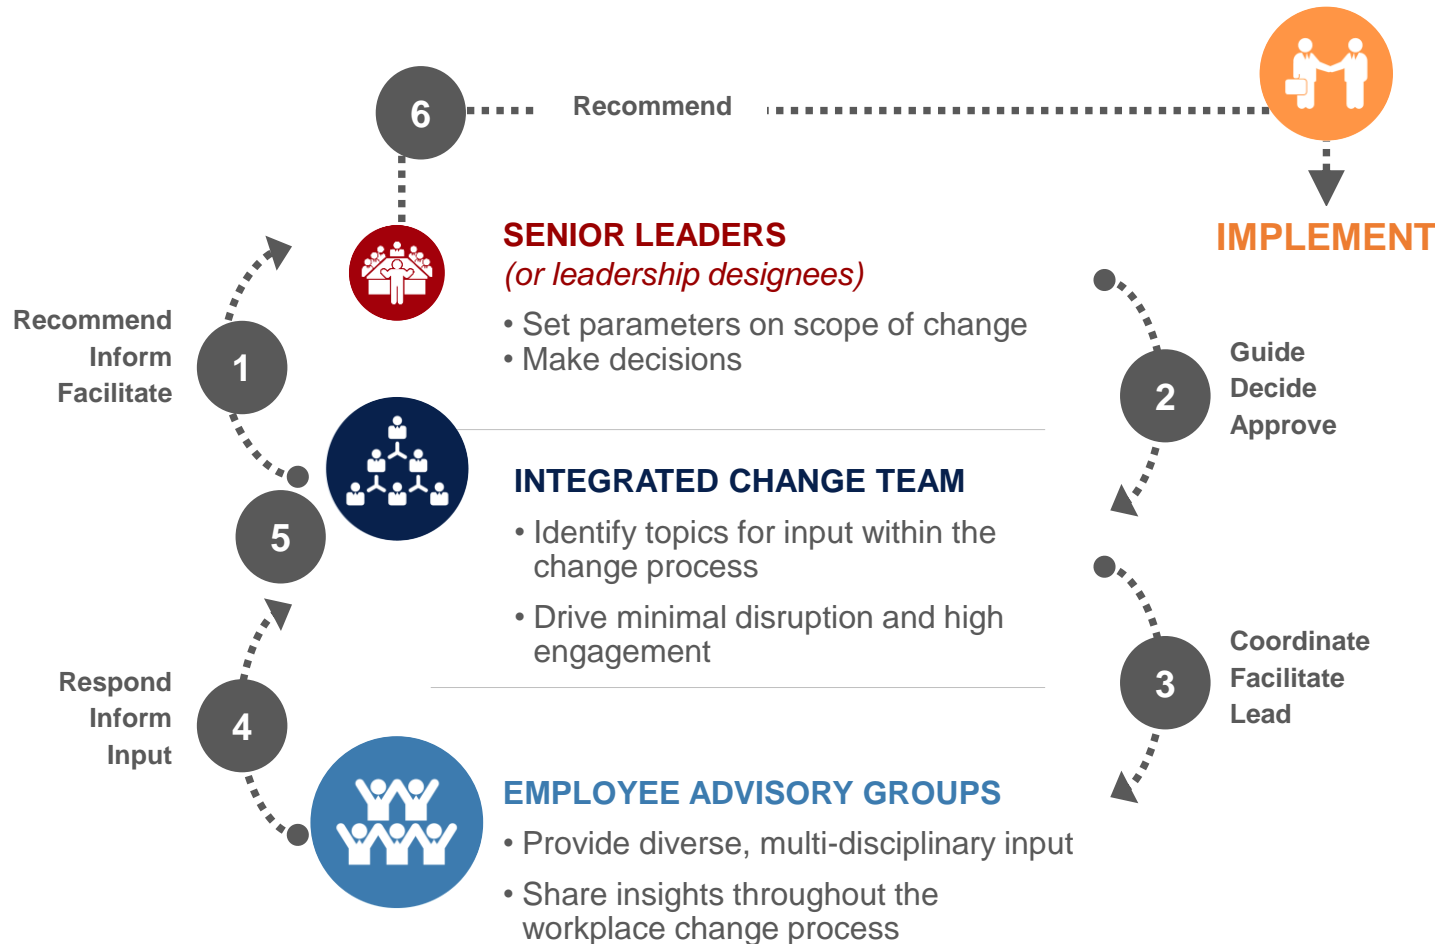 6
Recommend
IMPLEMENT
SENIOR LEADERS
(or leadership designees)
• Set parameters on scope of change
• Make decisions
Recommend
Inform
Facilitate
1
2
Guide
Decide
Approve
INTEGRATED CHANGE TEAM
• Identify topics for input within the
change process
• Drive minimal disruption and high
engagement
5
3
Coordinate
Facilitate
Lead
Respond
Inform
Input
4
EMPLOYEE ADVISORY GROUPS
• Provide diverse, multi-disciplinary input
• Share insights throughout the
workplace change process